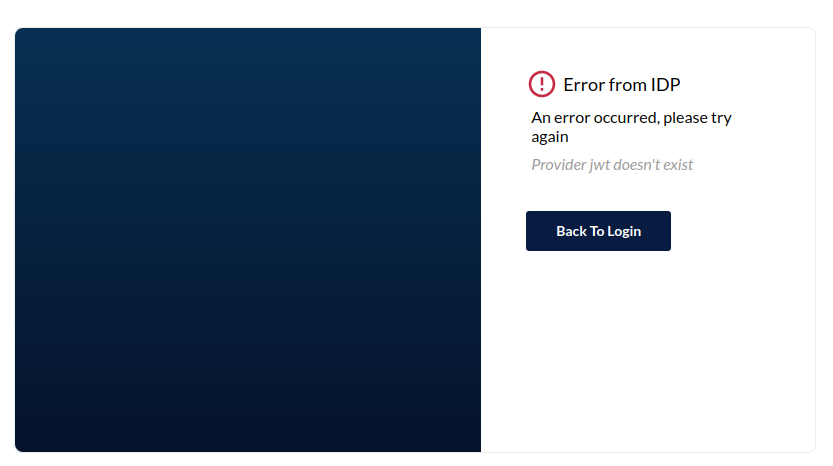 Error from IDP
An error occurred, please try
again
Provider jwt doesn't exist
Back To Login